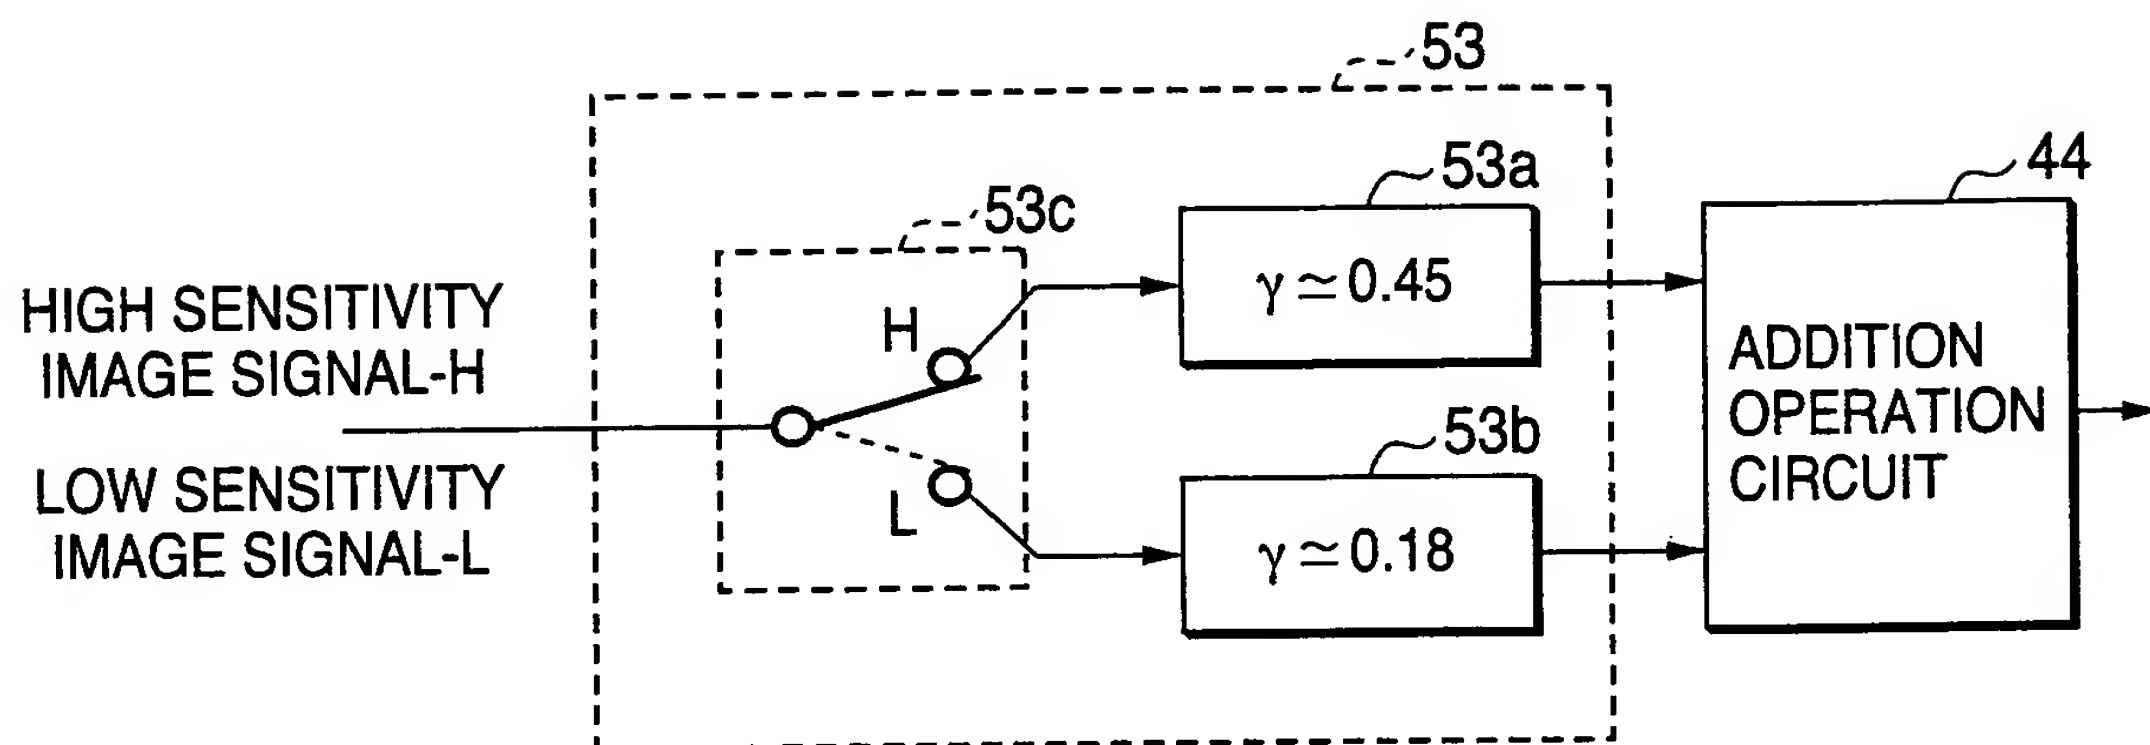 53
53a
44
53c
HIGH SENSITIVITY
IMAGE SIGNAL-H
H
γ ≃ 0.45
ADDITION
OPERATION
CIRCUIT
53b
LOW SENSITIVITY
IMAGE SIGNAL-L
L
γ ≃ 0.18